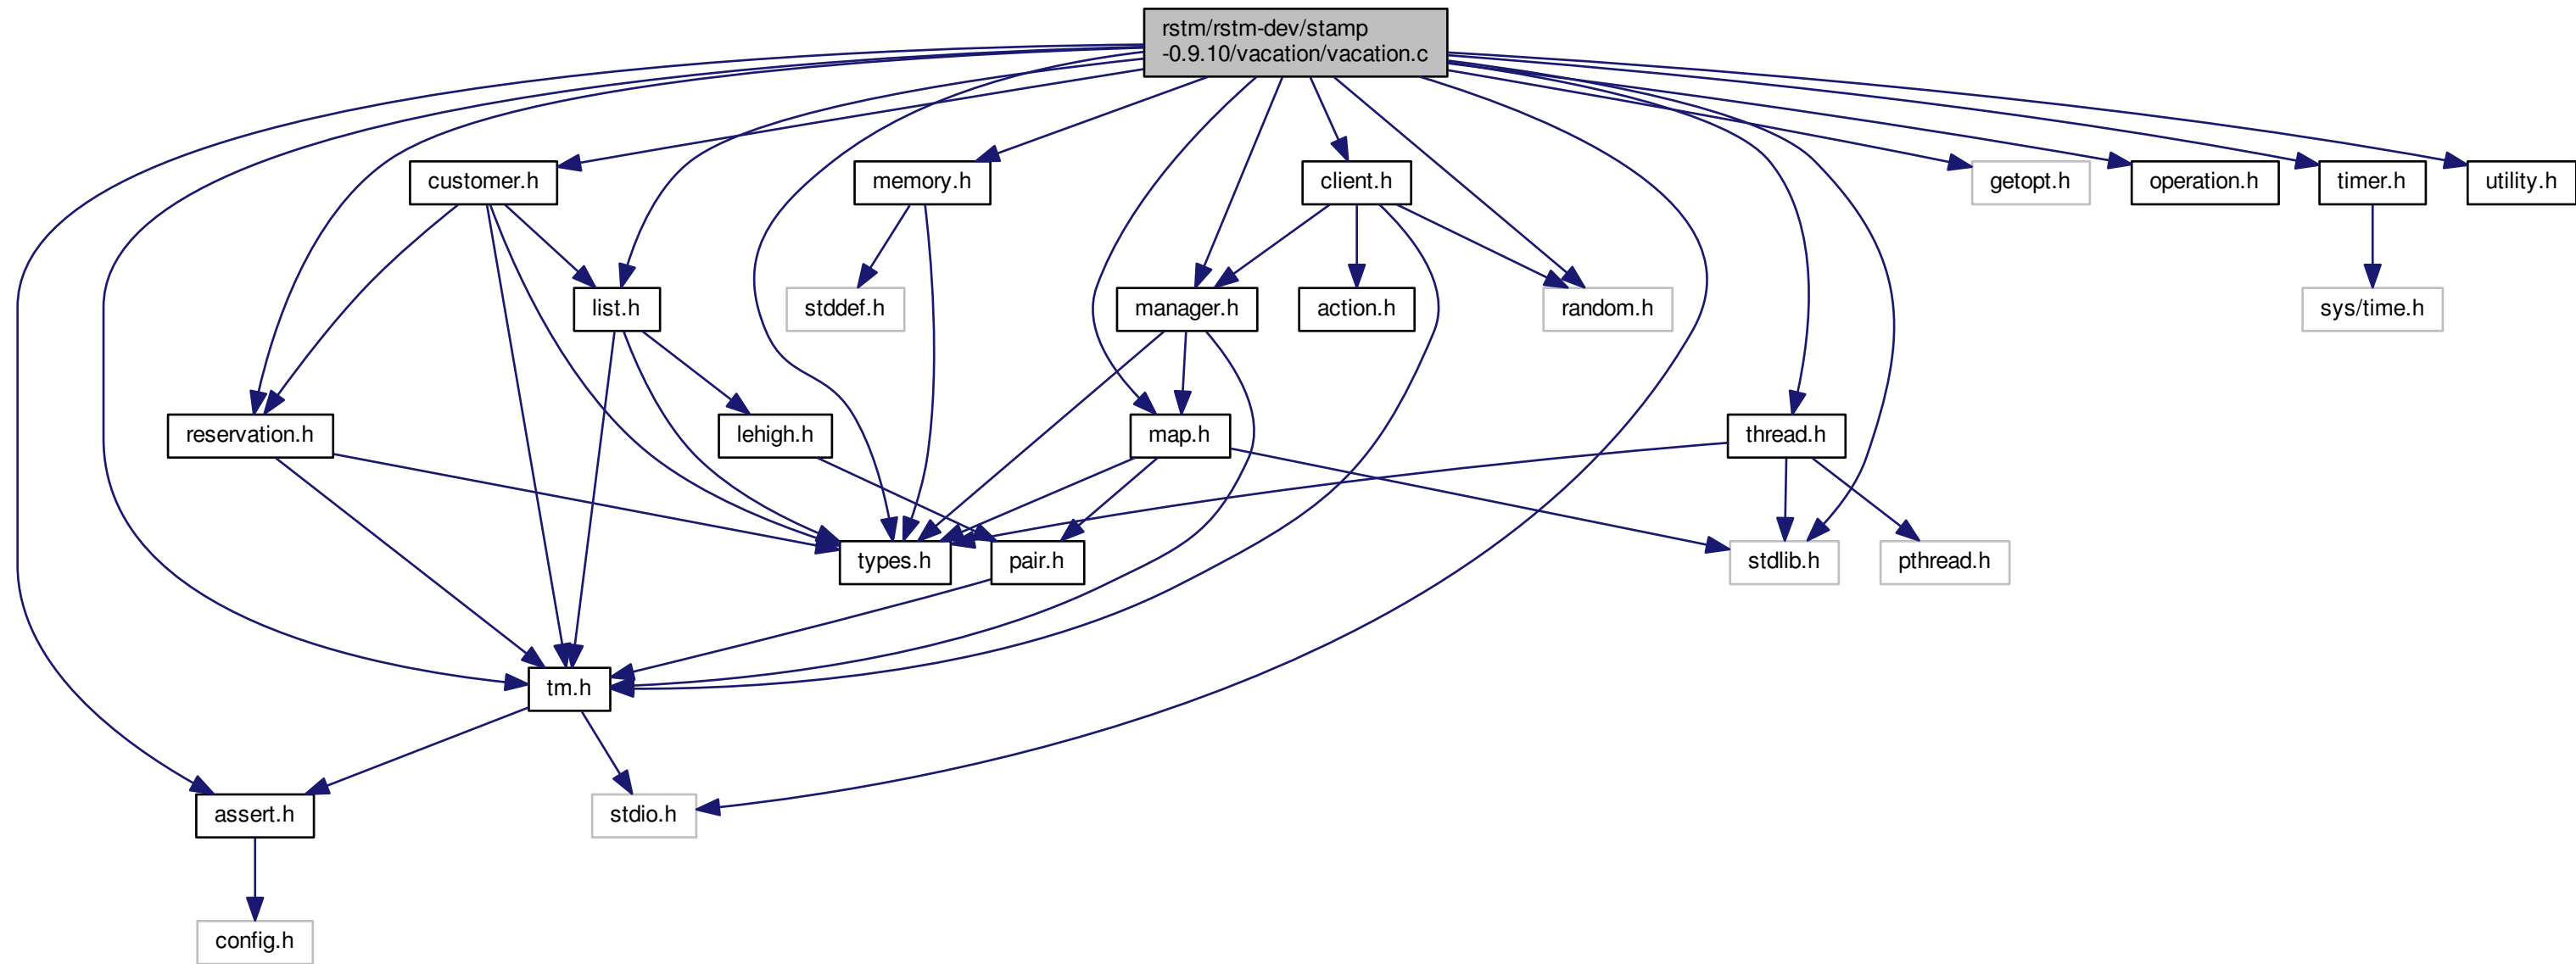 rstm/rstm-dev/stamp
-0.9.10/vacation/vacation.c
customer.h
memory.h
client.h
getopt.h
operation.h
timer.h
utility.h
list.h
stddef.h
manager.h
action.h
random.h
sys/time.h
reservation.h
lehigh.h
map.h
thread.h
types.h
pair.h
stdlib.h
pthread.h
tm.h
assert.h
stdio.h
config.h